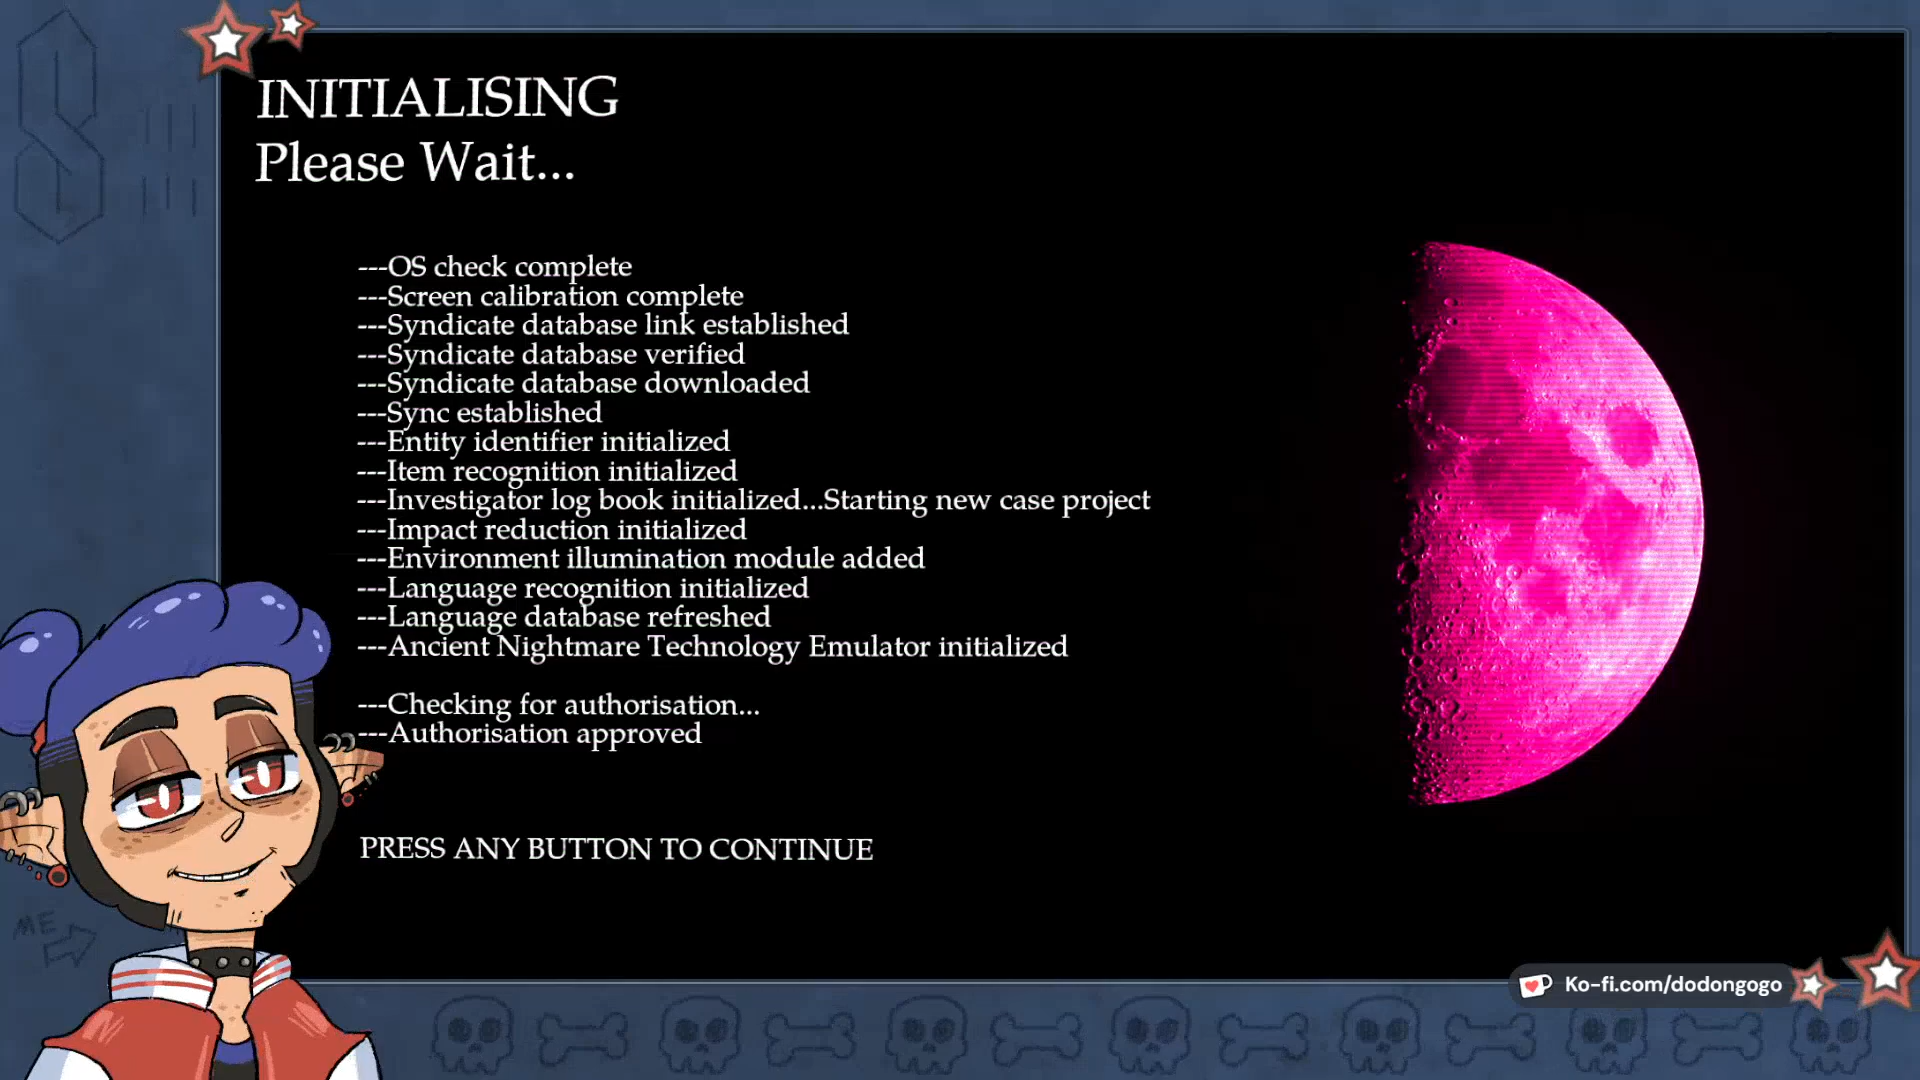 INITIALISING
Please Wait...
---OS check complete
---Screen calibration complete
---Syndicate database link established
---Syndicate database verified
---Syndicate database downloaded
---Sync established
---Entity identifier initialized
---Item recognition initialized
---Investigator log book initialized...Starting new case project
---Impact reduction initialized
---Environment illumination module added
---Language recognition initialized
---Language database refreshed
---Ancient Nightmare Technology Emulator initialized
---Checking for authorisation...
---Authorisation approved
PRESS ANY BUTTON TO CONTINUE
ME
Ko-fi.com/dodongogo